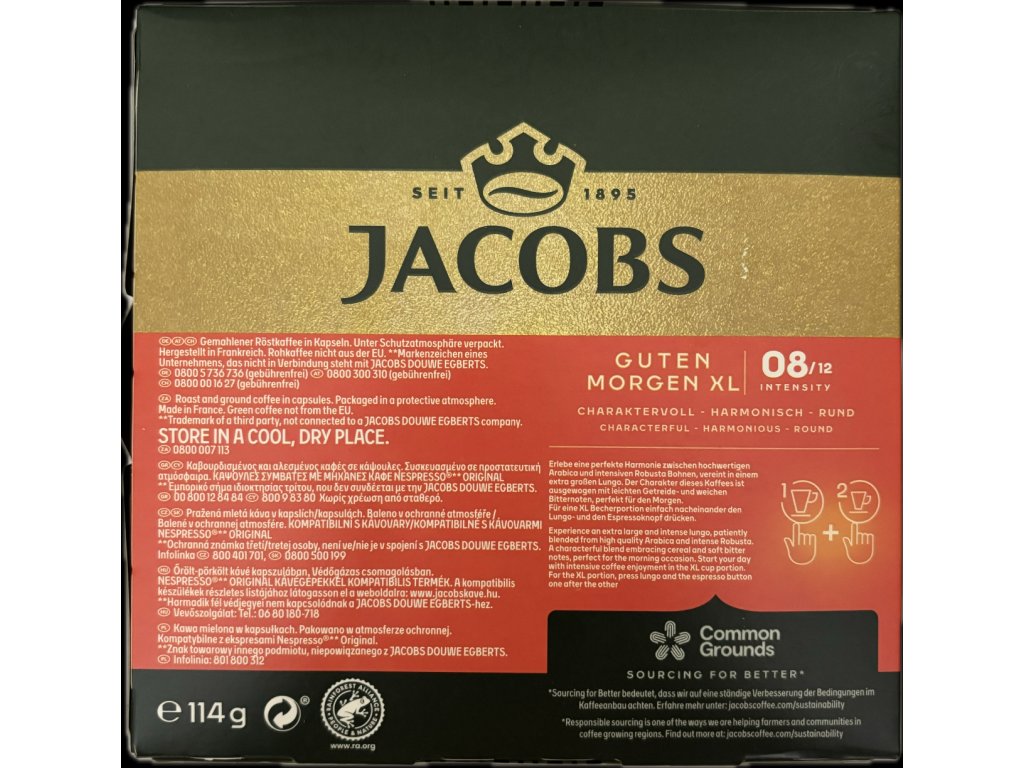 SEIT 1895
JACOBS
DE AT CH Gemahlener Röstkaffee in Kapseln. Unter Schutzatmosphäre verpackt.
Hergestellt in Frankreich. Rohkaffee nicht aus der EU. **Markenzeichen eines
Unternehmens, das nicht in Verbindung steht mit JACOBS DOUWE EGBERTS.
DE 0800 5 736 736 (gebührenfrei) AT 0800 300 310 (gebührenfrei)
CH 0800 00 16 27 (gebührenfrei)
ZA Roast and ground coffee in capsules. Packaged in a protective atmosphere.
Made in France. Green coffee not from the EU.
**Trademark of a third party, not connected to a JACOBS DOUWE EGBERTS company.
STORE IN A COOL, DRY PLACE.
ZA 0800 007 113
GR CY Καβουρδισμένος και αλεσμένος καφές σε κάψουλες. Συσκευασμένο σε προστατευτική
ατμόσφαιρα. ΚΑΨΟΥΛΕΣ ΣΥΜΒΑΤΕΣ ΜΕ ΜΗΧΑΝΕΣ ΚΑΦΕ NESPRESSO®** ORIGINAL
** Εμπορικό σήμα ιδιοκτησίας τρίτου, που δεν συνδέεται με την JACOBS DOUWE EGBERTS.
GR 00 800 12 84 84 CY 800 9 83 80 Χωρίς χρέωση από σταθερό.
CZ SK Pražená mletá káva v kapslích/kapsulách. Baleno v ochranné atmosféře /
Balené v ochrannej atmosfére. KOMPATIBILNÍ S KÁVOVARY/KOMPATIBILNÉ S KÁVOVARMI
NESPRESSO®** ORIGINAL
**Ochranná známka třetí/tretej osoby, není ve/nie je v spojení s JACOBS DOUWE EGBERTS.
Infolinka CZ 800 401 701, SK 0800 500 199
HU Őrölt-pörkölt kávé kapszulában. Védőgázas csomagolásban.
NESPRESSO®** ORIGINAL KÁVÉGÉPEKKEL KOMPATIBILIS TERMÉK. A kompatibilis
készülékek részletes listájához látogasson el a weboldalra: www.jacobskave.hu.
**Harmadik fél védjegyei nem kapcsolódnak a JACOBS DOUWE EGBERTS-hez.
HU Vevőszolgálat: Tel.: 06 80 180-718
PL Kawa mielona w kapsułkach. Pakowano w atmosferze ochronnej.
Kompatybilne z ekspresami Nespresso®** Original.
**Znak towarowy innego podmiotu, niepowiązanego z JACOBS DOUWE EGBERTS.
PL Infolinia: 801 800 312
℮ 114 g
®
RAINFOREST ALLIANCE
PEOPLE & NATURE
www.ra.org
GUTEN
MORGEN XL
08/12
INTENSITY
CHARAKTERVOLL - HARMONISCH - RUND
CHARACTERFUL - HARMONIOUS - ROUND
Erlebe eine perfekte Harmonie zwischen hochwertigen
Arabica und intensiven Robusta Bohnen, vereint in einem
extra großen Lungo. Der Charakter dieses Kaffees ist
ausgewogen mit leichten Getreide- und weichen
Bitternoten, perfekt für den Morgen.
Für eine XL Becherportion einfach nacheinander den
Lungo- und den Espressoknopf drücken.
Experience an extra large and intense lungo, patiently
blended from high quality Arabica and intense Robusta.
A characterful blend embracing cereal and soft bitter
notes, perfect for the morning occasion. Start your day
with intensive coffee enjoyment in the XL cup portion.
For the XL portion, press lungo and the espresso button
one after the other
1 + 2
Common
Grounds
SOURCING FOR BETTER*
*Sourcing for Better bedeutet, dass wir auf eine ständige Verbesserung der Bedingungen im
Kaffeeanbau achten. Erfahre mehr unter: jacobscoffee.com/sustainability
*Responsible sourcing is one of the ways we are helping farmers and communities in
coffee growing regions. Find out more at: jacobscoffee.com/sustainability